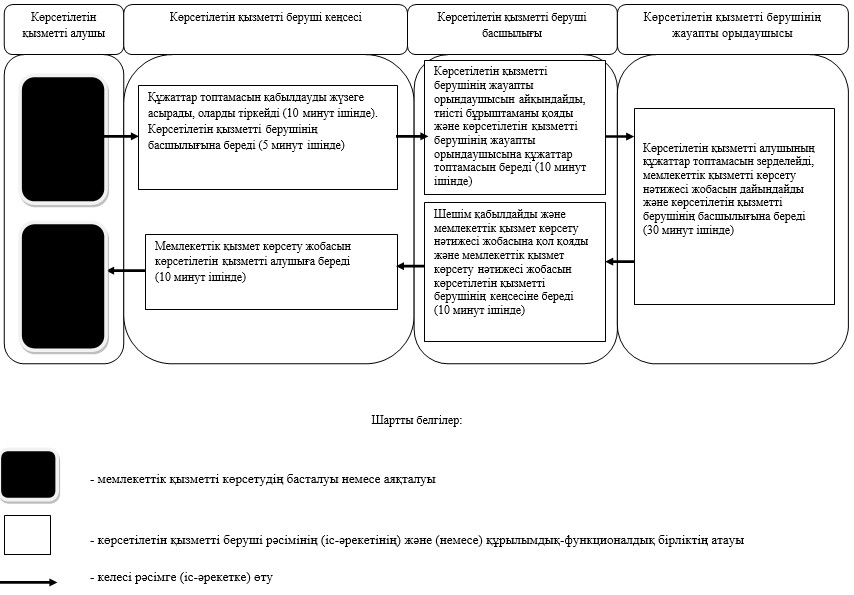 Көрсетілетін
қызметті алушы
Көрсетілетін қызметті беруші кеңсесі
Көрсетілетін қызметті беруші
басшылығы
Көрсетілетін қызметті берушінің
жауапты орыдаушысы
Құжаттар топтамасын қабылдауды жүзеге
асырады, оларды тіркейді (10 минут ішінде).
Көрсетілетін қызметті берушінің
басшылығына береді (5 минут ішінде)
Көрсетілетін қызметті
берушінің жауапты
орындаушысын айқындайды,
тиісті бұрыштаманы қояды
және көрсетілетін қызметті
берушінің жауапты
орындаушысына құжаттар
топтамасын береді (10 минут
ішінде)
Көрсетілетін қызметті алушының
құжаттар топтамасын зерделейді,
мемлекеттік қызметті көрсету
нәтижесі жобасын дайындайды
және көрсетілетін қызметті
берушінің басшылығына береді
(30 минут ішінде)
Шешім қабылдайды және
мемлекеттік қызмет көрсету
нәтижесі жобасына қол қояды
және мемлекеттік қызмет
көрсету нәтижесі жобасын
көрсетілетін қызметті
берушінің кеңсесіне береді
(10 минут ішінде)
Мемлекеттік қызмет көрсету жобасын
көрсетілетін қызметті алушыға береді
(10 минут ішінде)
Шартты белгілер:
- мемлекеттік қызметті көрсетудің басталуы немесе аяқталуы
- көрсетілетін қызметті беруші рәсімінің (іс-әрекетінің) және (немесе) құрылымдық-функционалдық бірліктің атауы
- келесі рәсімге (іс-әрекетке) өту